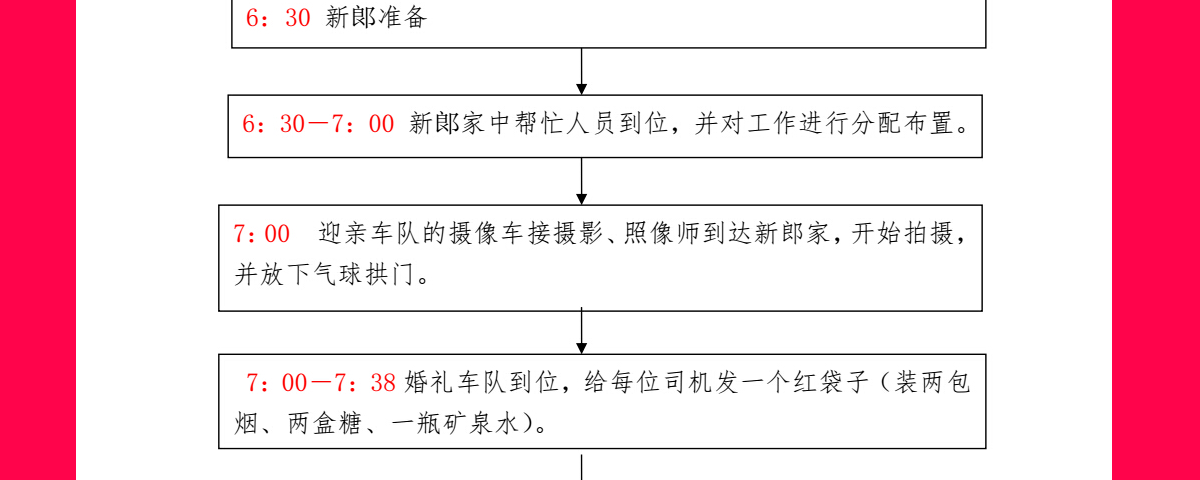 6：30 新郎准备
6：30－7：00 新郎家中帮忙人员到位，并对工作进行分配布置。
7：00 迎亲车队的摄像车接摄影、照像师到达新郎家，开始拍摄，
并放下气球拱门。
7：00－7：38 婚礼车队到位，给每位司机发一个红袋子（装两包
烟、两盒糖、一瓶矿泉水）。